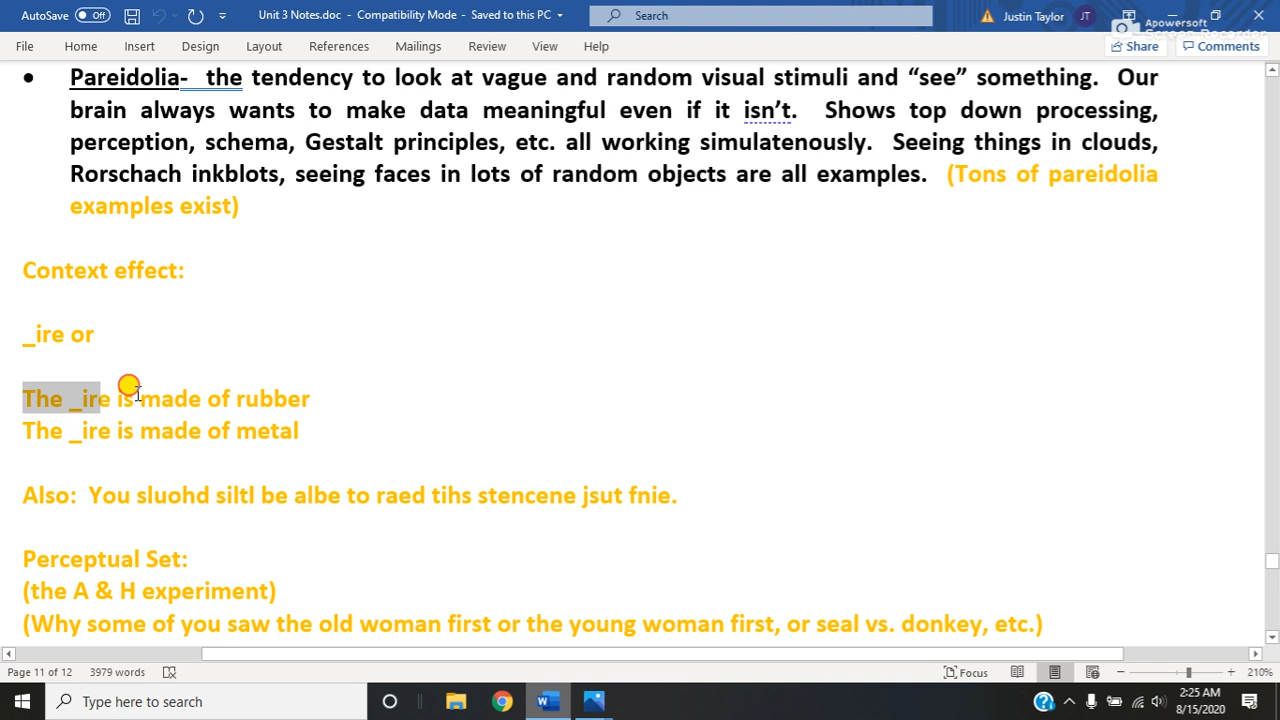 AutoSave Off
Unit 3 Notes.doc - Compatibility Mode - Saved to this PC
Search
Justin Taylor JT
Apowersoft
Screen Recorder
File Home Insert Design Layout References Mailings Review View Help Share Comments
• Pareidolia- the tendency to look at vague and random visual stimuli and “see” something. Our
brain always wants to make data meaningful even if it isn’t. Shows top down processing,
perception, schema, Gestalt principles, etc. all working simulatenously. Seeing things in clouds,
Rorschach inkblots, seeing faces in lots of random objects are all examples. (Tons of pareidolia
examples exist)
Context effect:
_ire or
The _ire is made of rubber
The _ire is made of metal
Also: You sluohd siltl be albe to raed tihs stencene jsut fnie.
Perceptual Set:
(the A & H experiment)
(Why some of you saw the old woman first or the young woman first, or seal vs. donkey, etc.)
Page 11 of 12 3979 words Focus 210%
Type here to search
2:25 AM
8/15/2020